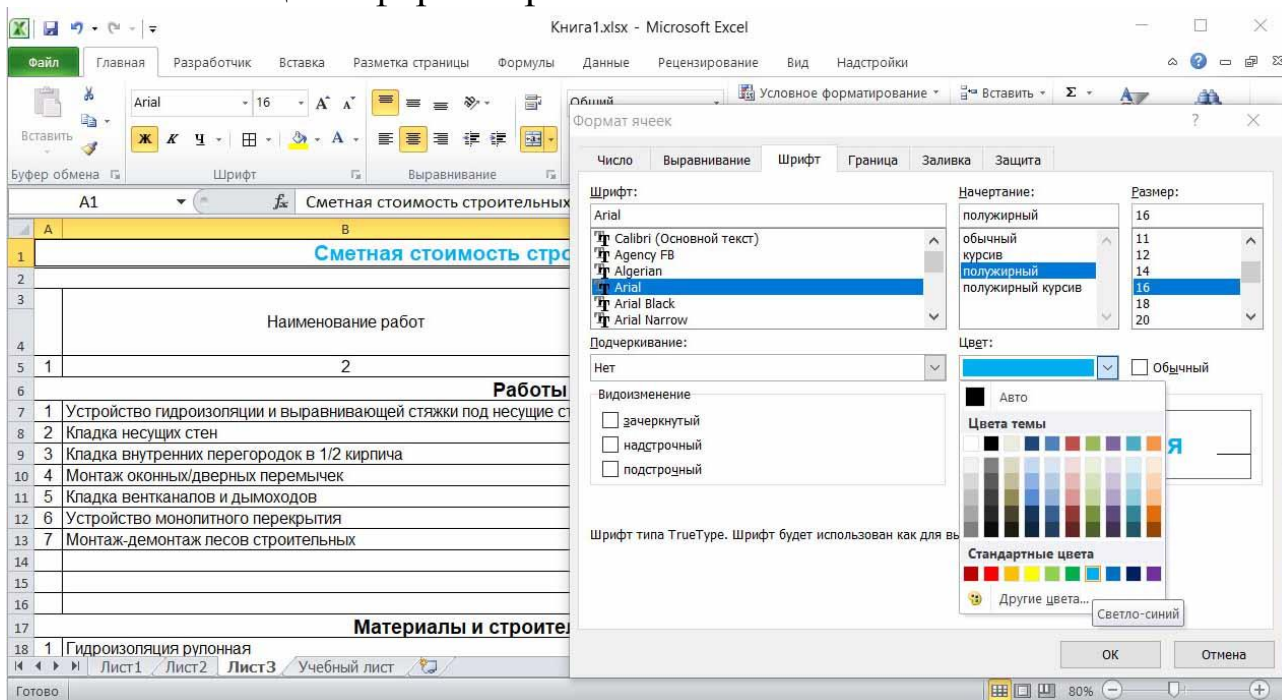 Книга1.xlsx - Microsoft Excel
Файл Главная Разработчик Вставка Разметка страницы Формулы Данные Рецензирование Вид Надстройки
Arial 16
Общий
Условное форматирование
Вставить
Вставить
Ж К Ч
Буфер обмена Шрифт Выравнивание
A1 fx Сметная стоимость строительных
A B
1 Сметная стоимость стро
2
3
Наименование работ
4
5 1 2
6 Работы
7 1 Устройство гидроизоляции и выравнивающей стяжки под несущие ст
8 2 Кладка несущих стен
9 3 Кладка внутренних перегородок в 1/2 кирпича
10 4 Монтаж оконных/дверных перемычек
11 5 Кладка вентканалов и дымоходов
12 6 Устройство монолитного перекрытия
13 7 Монтаж-демонтаж лесов строительных
14
15
16
17 Материалы и строите
18 1 Гидроизоляция рулонная
Лист1 Лист2 Лист3 Учебный лист
Готово 80%
Формат ячеек
Число Выравнивание Шрифт Граница Заливка Защита
Шрифт: Начертание: Размер:
Arial полужирный 16
Calibri (Основной текст) обычный 11
Agency FB курсив 12
Algerian полужирный 14
Arial полужирный курсив 16
Arial Black 18
Arial Narrow 20
Подчеркивание: Цвет:
Нет Обычный
Видоизменение
зачеркнутый
надстрочный
подстрочный
Авто
Цвета темы
Я
Шрифт типа TrueType. Шрифт будет использован как для вы
Стандартные цвета
Другие цвета...
Светло-синий
ОК Отмена